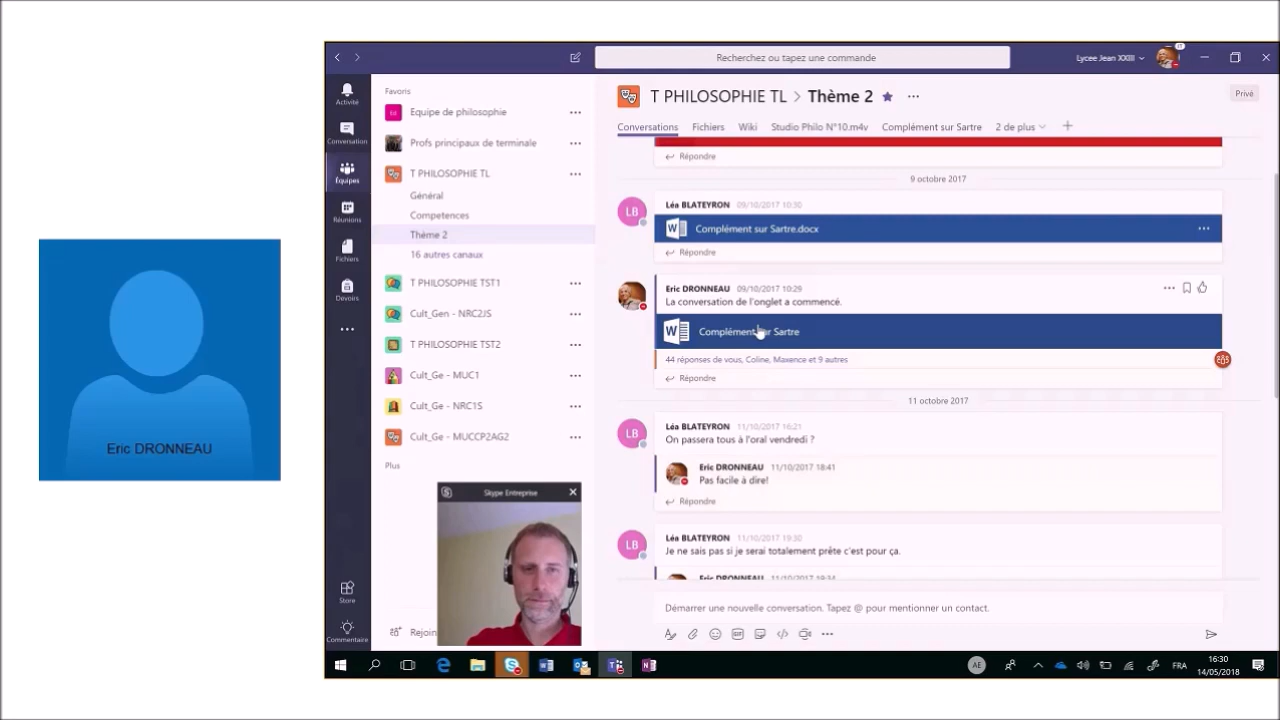 Eric DRONNEAU
Recherchez ou tapez une commande
Lycee Jean XXIII
Activité
Conversation
Équipes
Réunions
Fichiers
Devoirs
Store
Commentaire
Favoris
Equipe de philosophie
Profs principaux de terminale
T PHILOSOPHIE TL
Général
Competences
Thème 2
16 autres canaux
T PHILOSOPHIE TST1
Cult_Gen - NRC2JS
T PHILOSOPHIE TST2
Cult_Ge - MUC1
Cult_Ge - NRC1S
Cult_Ge - MUCCP2AG2
Plus
Skype Entreprise
Rejoin
T PHILOSOPHIE TL > Thème 2
Privé
Conversations Fichiers Wiki Studio Philo N°10.m4v Complément sur Sartre 2 de plus
Répondre
9 octobre 2017
LB
Léa BLATEYRON 09/10/2017 10:30
Complément sur Sartre.docx
Répondre
Eric DRONNEAU 09/10/2017 10:29
La conversation de l'onglet a commencé.
Complément sur Sartre
44 réponses de vous, Coline, Maxence et 9 autres
Répondre
11 octobre 2017
LB
Léa BLATEYRON 11/10/2017 16:21
On passera tous à l'oral vendredi ?
Eric DRONNEAU 11/10/2017 18:41
Pas facile à dire!
Répondre
LB
Léa BLATEYRON 11/10/2017 19:30
Je ne sais pas si je serai totalement prête c'est pour ça.
Eric DRONNEAU
Démarrer une nouvelle conversation. Tapez @ pour mentionner un contact.
GIF
AE
FRA
16:30
14/05/2018